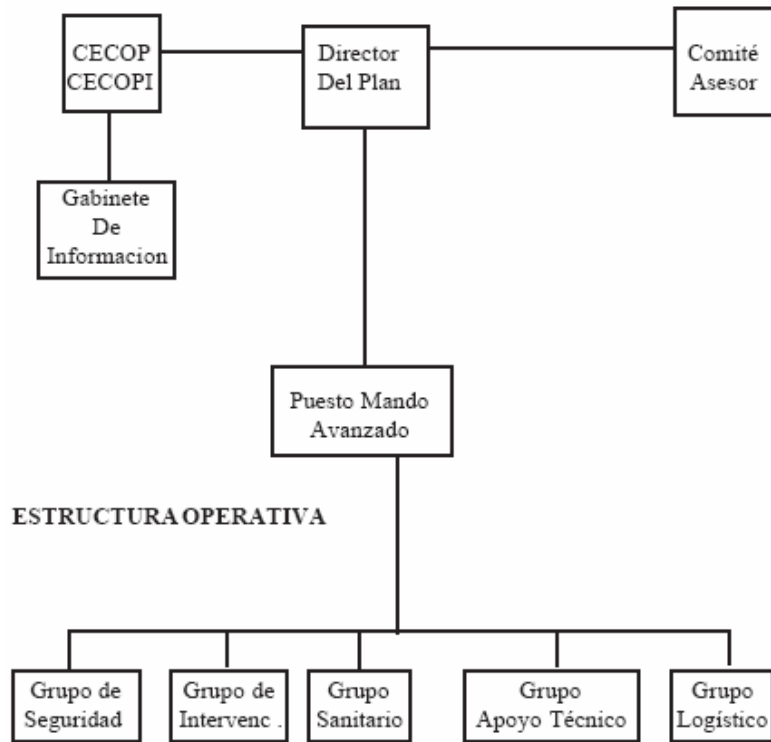 CECOP
CECOPI
Director
Del Plan
Comité
Asesor
Gabinete
De
Informacion
Puesto Mando
Avanzado
ESTRUCTURA OPERATIVA
Grupo de
Seguridad
Grupo de
Intervenc .
Grupo
Sanitario
Grupo
Apoyo Técnico
Grupo
Logístico